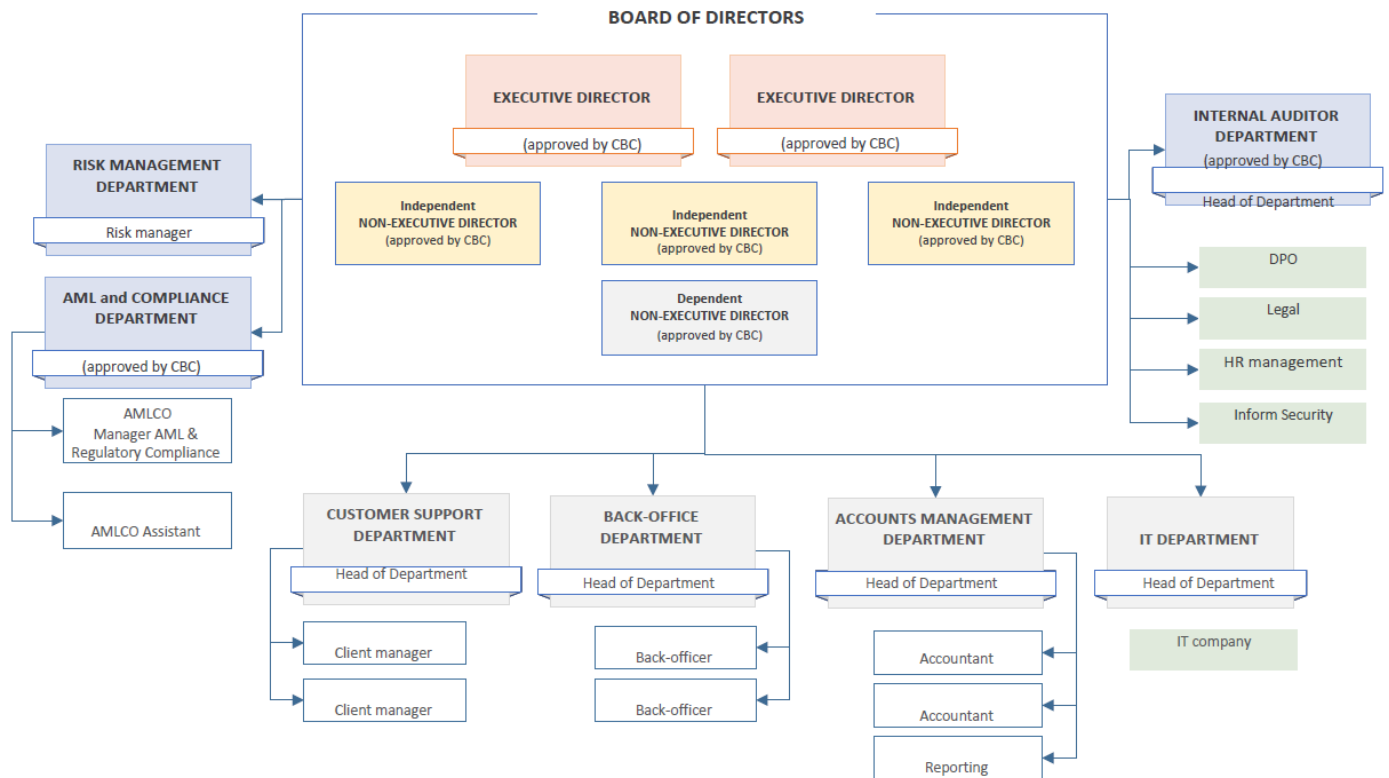 BOARD OF DIRECTORS
EXECUTIVE DIRECTOR
(approved by CBC)
EXECUTIVE DIRECTOR
(approved by CBC)
Independent
NON-EXECUTIVE DIRECTOR
(approved by CBC)
Independent
NON-EXECUTIVE DIRECTOR
(approved by CBC)
Independent
NON-EXECUTIVE DIRECTOR
(approved by CBC)
Dependent
NON-EXECUTIVE DIRECTOR
(approved by CBC)
RISK MANAGEMENT
DEPARTMENT
Risk manager
AML and COMPLIANCE
DEPARTMENT
(approved by CBC)
AMLCO
Manager AML &
Regulatory Compliance
AMLCO Assistant
INTERNAL AUDITOR
DEPARTMENT
(approved by CBC)
Head of Department
DPO
Legal
HR management
Inform Security
CUSTOMER SUPPORT
DEPARTMENT
Head of Department
Client manager
Client manager
BACK-OFFICE
DEPARTMENT
Head of Department
Back-officer
Back-officer
ACCOUNTS MANAGEMENT
DEPARTMENT
Head of Department
Accountant
Accountant
Reporting
IT DEPARTMENT
Head of Department
IT company